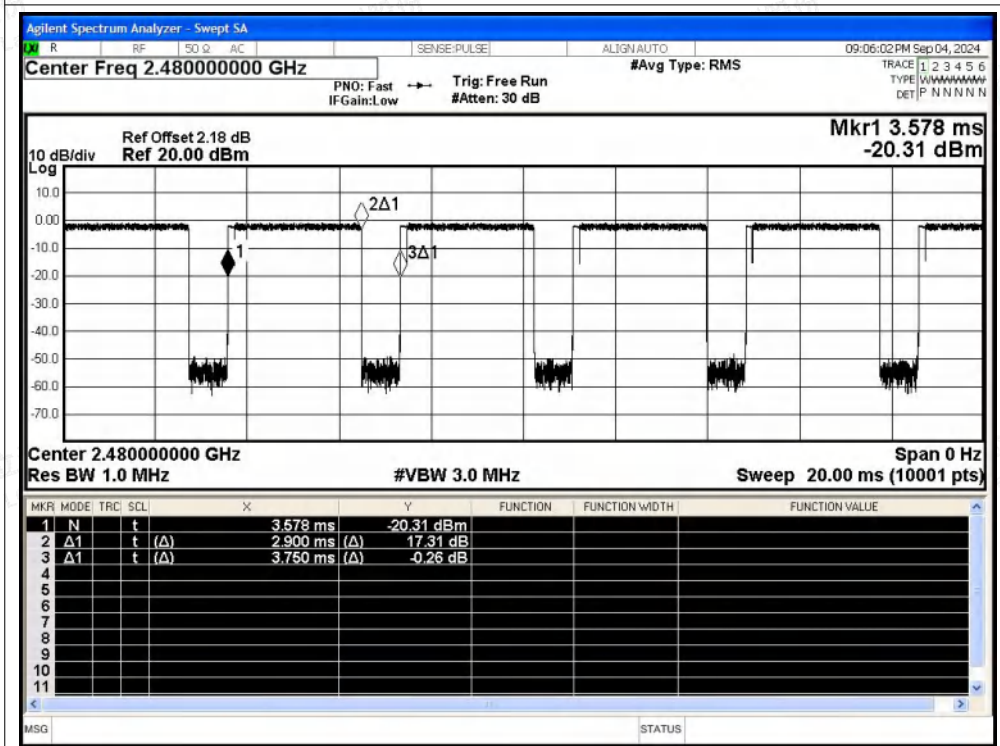 Agilent Spectrum Analyzer - Swept SA
LXI R RF 50 Ω AC SENSE:PULSE ALIGN AUTO 09:06:02 PM Sep 04, 2024
Center Freq 2.480000000 GHz #Avg Type: RMS TRACE 1 2 3 4 5 6
PNO: Fast Trig: Free Run TYPE WWWWWW
IFGain:Low #Atten: 30 dB DET P N N N N N
Mkr1 3.578 ms
Ref Offset 2.18 dB
10 dB/div Ref 20.00 dBm -20.31 dBm
Log
10.0
2Δ1
0.00
-10.0
1
3Δ1
-20.0
-30.0
-40.0
-50.0
-60.0
-70.0
Center 2.480000000 GHz Span 0 Hz
Res BW 1.0 MHz #VBW 3.0 MHz Sweep 20.00 ms (10001 pts)
MKR MODE TRC SCL X Y FUNCTION FUNCTION WIDTH FUNCTION VALUE
1 N t 3.578 ms -20.31 dBm
2 Δ1 t (Δ) 2.900 ms (Δ) 17.31 dB
3 Δ1 t (Δ) 3.750 ms (Δ) -0.26 dB
4
5
6
7
8
9
10
11
MSG STATUS